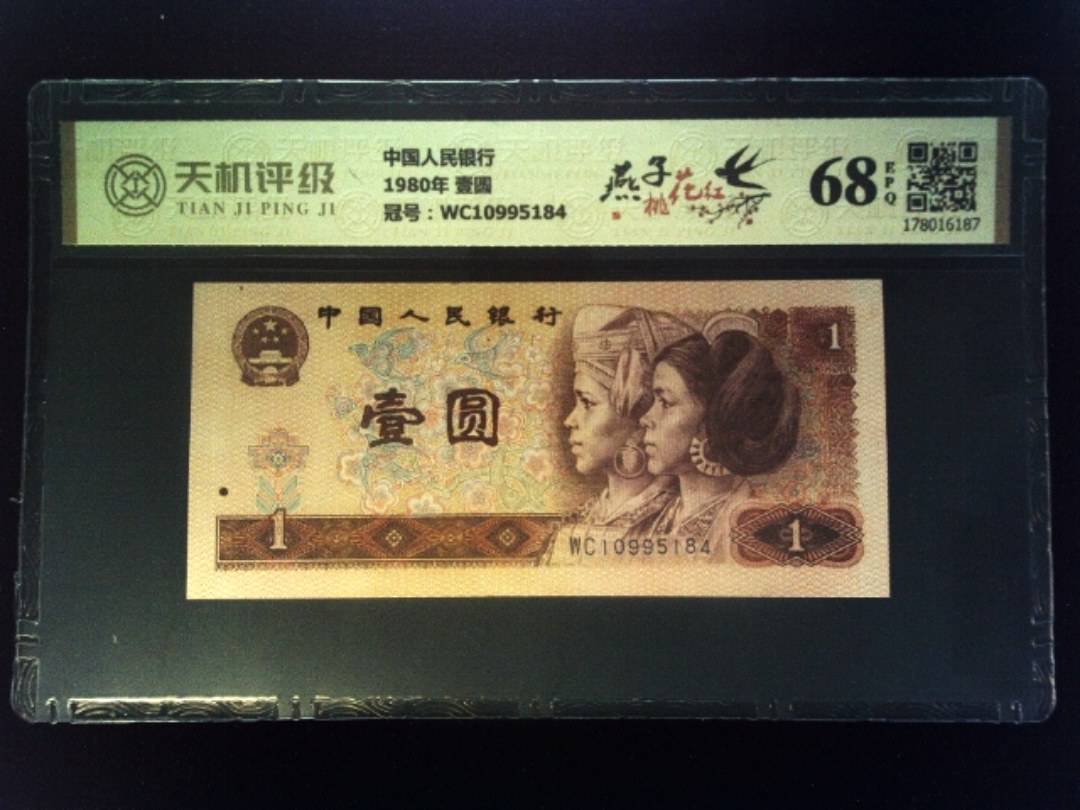 天机评级
TIAN JI PING JI
中国人民银行
1980年 壹圆
冠号：WC10995184
燕子
桃花红
68
EPQ
178016187
中国人民银行
1
壹圆
1
WC10995184
1